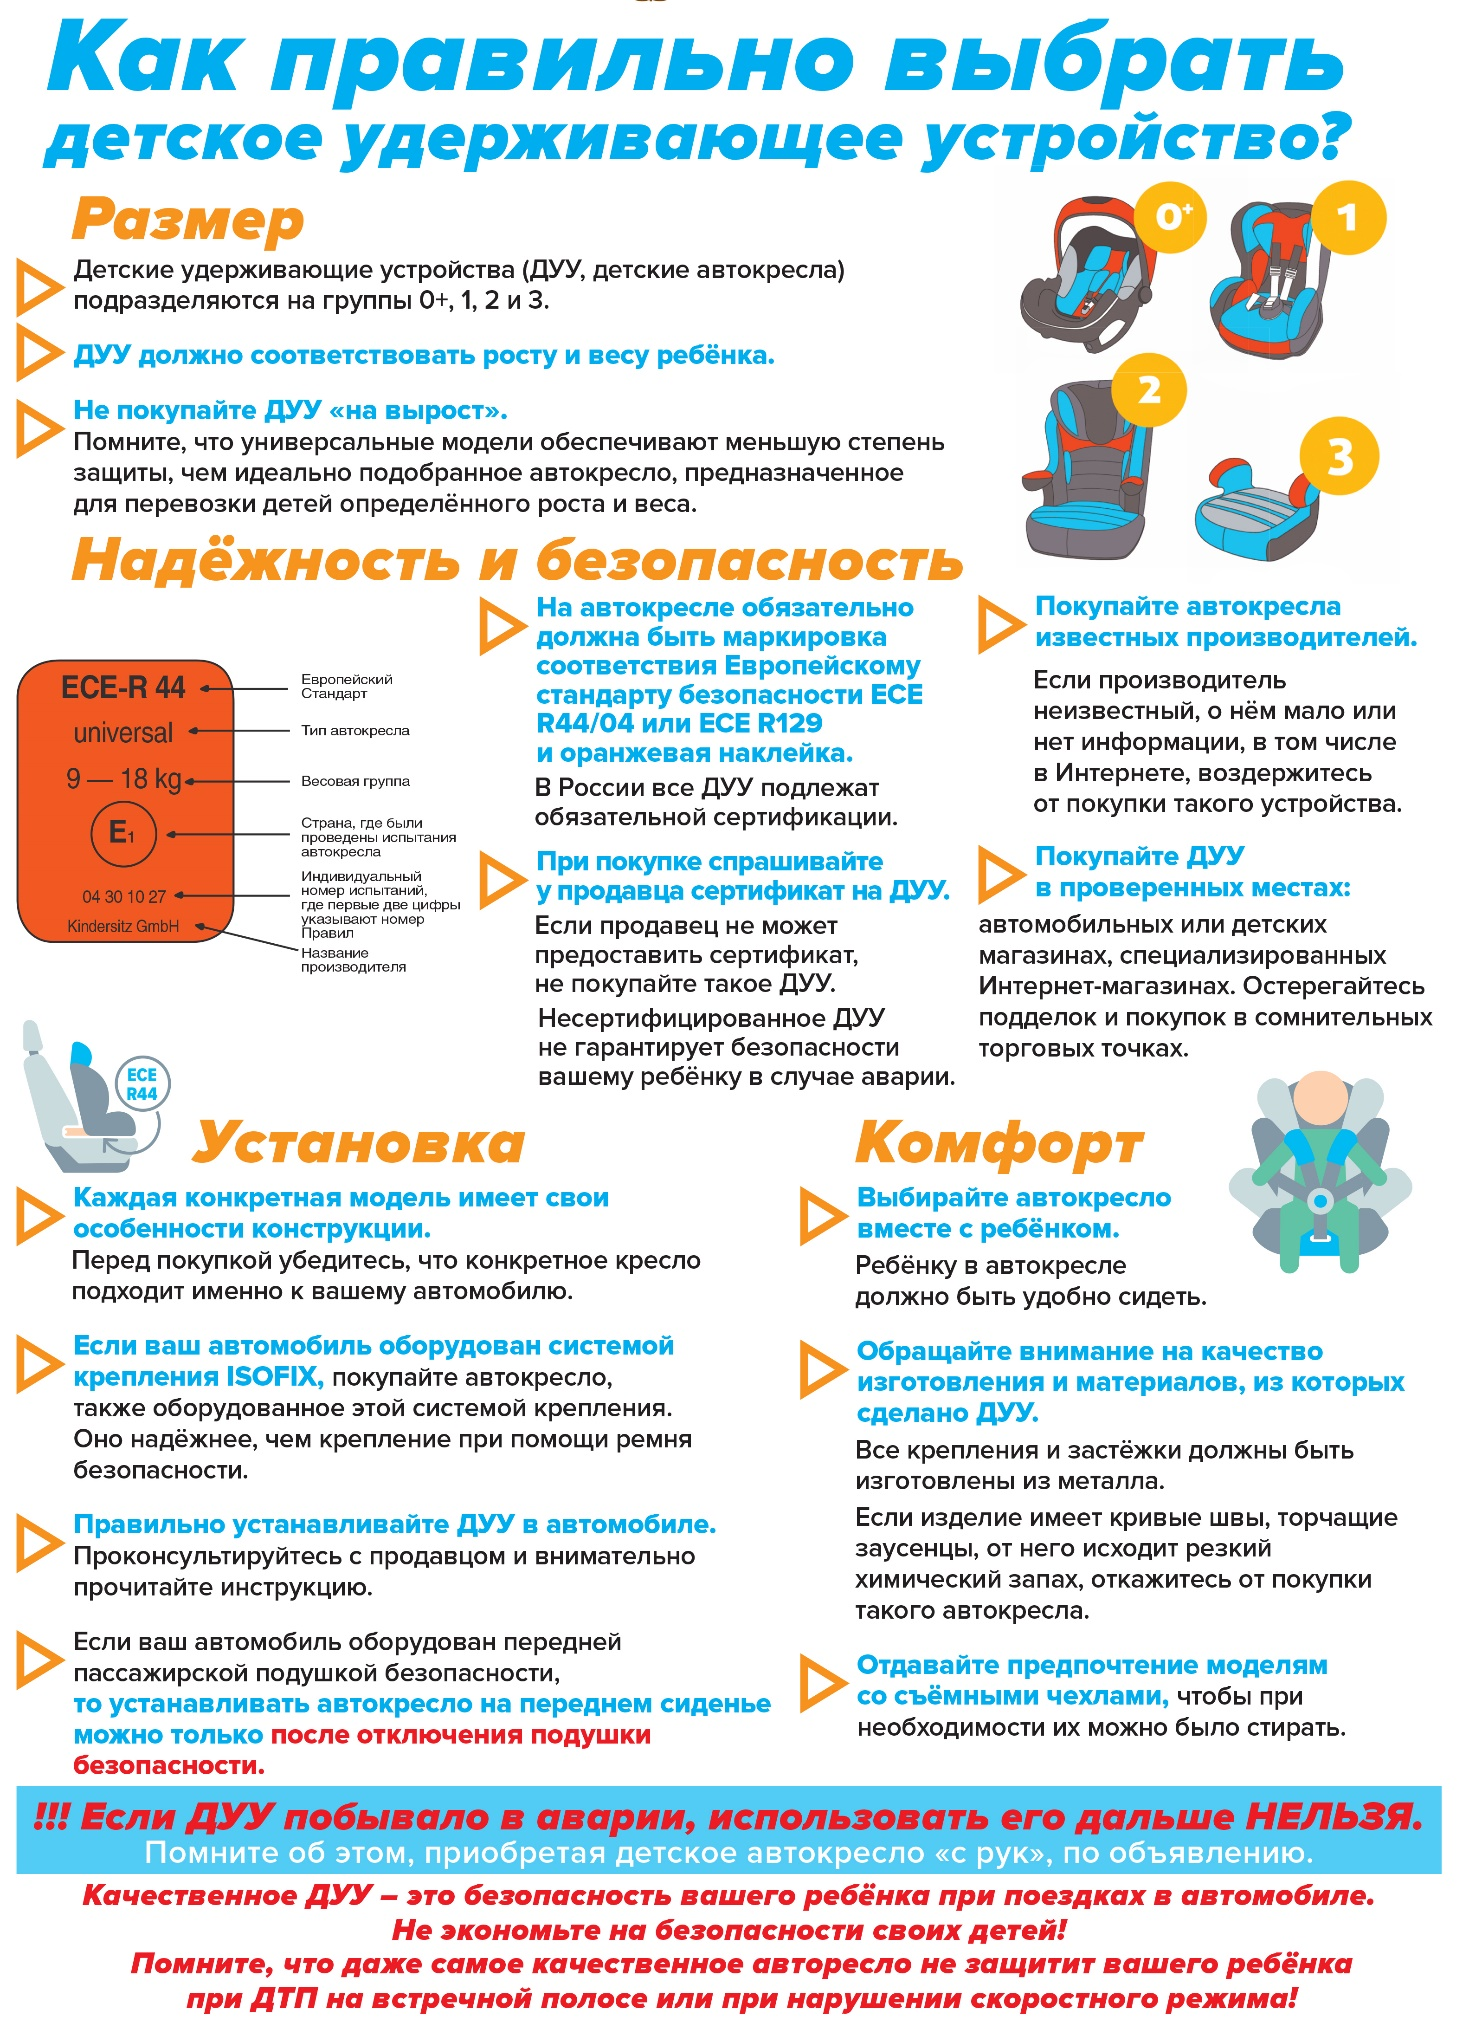 Как правильно выбрать
детское удерживающее устройство?
Размер
Детские удерживающие устройства (ДУУ, детские автокресла)
подразделяются на группы 0+, 1, 2 и 3.
ДУУ должно соответствовать росту и весу ребёнка.
Не покупайте ДУУ «на вырост».
Помните, что универсальные модели обеспечивают меньшую степень
защиты, чем идеально подобранное автокресло, предназначенное
для перевозки детей определённого роста и веса.
0+
1
2
3
Надёжность и безопасность
ECE-R 44
universal
9 — 18 kg
E1
04 30 10 27
Kindersitz GmbH
Европейский
Стандарт
Тип автокресла
Весовая группа
Страна, где были
проведены испытания
автокресла
Индивидуальный
номер испытаний,
где первые две цифры
указывают номер
Правил
Название
производителя
На автокресле обязательно
должна быть маркировка
соответствия Европейскому
стандарту безопасности ECE
R44/04 или ECE R129
и оранжевая наклейка.
В России все ДУУ подлежат
обязательной сертификации.
При покупке спрашивайте
у продавца сертификат на ДУУ.
Если продавец не может
предоставить сертификат,
не покупайте такое ДУУ.
Несертифицированное ДУУ
не гарантирует безопасности
вашему ребёнку в случае аварии.
Покупайте автокресла
известных производителей.
Если производитель
неизвестный, о нём мало или
нет информации, в том числе
в Интернете, воздержитесь
от покупки такого устройства.
Покупайте ДУУ
в проверенных местах:
автомобильных или детских
магазинах, специализированных
Интернет-магазинах. Остерегайтесь
подделок и покупок в сомнительных
торговых точках.
ECE
R44
Установка
Каждая конкретная модель имеет свои
особенности конструкции.
Перед покупкой убедитесь, что конкретное кресло
подходит именно к вашему автомобилю.
Если ваш автомобиль оборудован системой
крепления ISOFIX, покупайте автокресло,
также оборудованное этой системой крепления.
Оно надёжнее, чем крепление при помощи ремня
безопасности.
Правильно устанавливайте ДУУ в автомобиле.
Проконсультируйтесь с продавцом и внимательно
прочитайте инструкцию.
Если ваш автомобиль оборудован передней
пассажирской подушкой безопасности,
то устанавливать автокресло на переднем сиденье
можно только после отключения подушки
безопасности.
Комфорт
Выбирайте автокресло
вместе с ребёнком.
Ребёнку в автокресле
должно быть удобно сидеть.
Обращайте внимание на качество
изготовления и материалов, из которых
сделано ДУУ.
Все крепления и застёжки должны быть
изготовлены из металла.
Если изделие имеет кривые швы, торчащие
заусенцы, от него исходит резкий
химический запах, откажитесь от покупки
такого автокресла.
Отдавайте предпочтение моделям
со съёмными чехлами, чтобы при
необходимости их можно было стирать.
!!! Если ДУУ побывало в аварии, использовать его дальше НЕЛЬЗЯ.
Помните об этом, приобретая детское автокресло «с рук», по объявлению.
Качественное ДУУ – это безопасность вашего ребёнка при поездках в автомобиле.
Не экономьте на безопасности своих детей!
Помните, что даже самое качественное авторесло не защитит вашего ребёнка
при ДТП на встречной полосе или при нарушении скоростного режима!